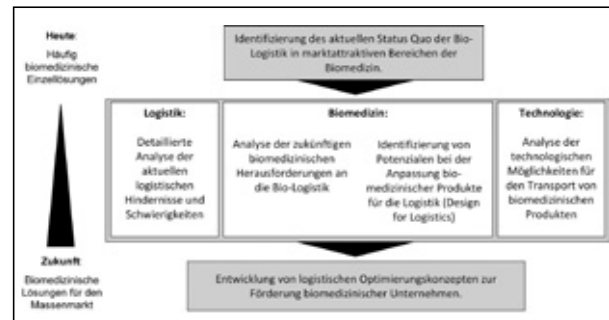 Heute:
Häufig
biomedizinische
Einzellösungen
Identifizierung des aktuellen Status Quo der Bio-
Logistik in marktattraktiven Bereichen der
Biomedizin.
Logistik:
Detaillierte
Analyse der
aktuellen
logistischen
Hindernisse und
Schwierigkeiten
Biomedizin:
Analyse der zukünftigen
biomedizinischen
Herausforderungen an
die Bio-Logistik
Identifizierung von
Potenzialen bei der
Anpassung bio-
medizinischer Produkte
für die Logistik (Design
for Logistics)
Technologie:
Analyse der
technologischen
Möglichkeiten für
den Transport von
biomedizinischen
Produkten
Zukunft:
Biomedizinische
Lösungen für den
Massenmarkt
Entwicklung von logistischen Optimierungskonzepten zur
Förderung biomedizinischer Unternehmen.